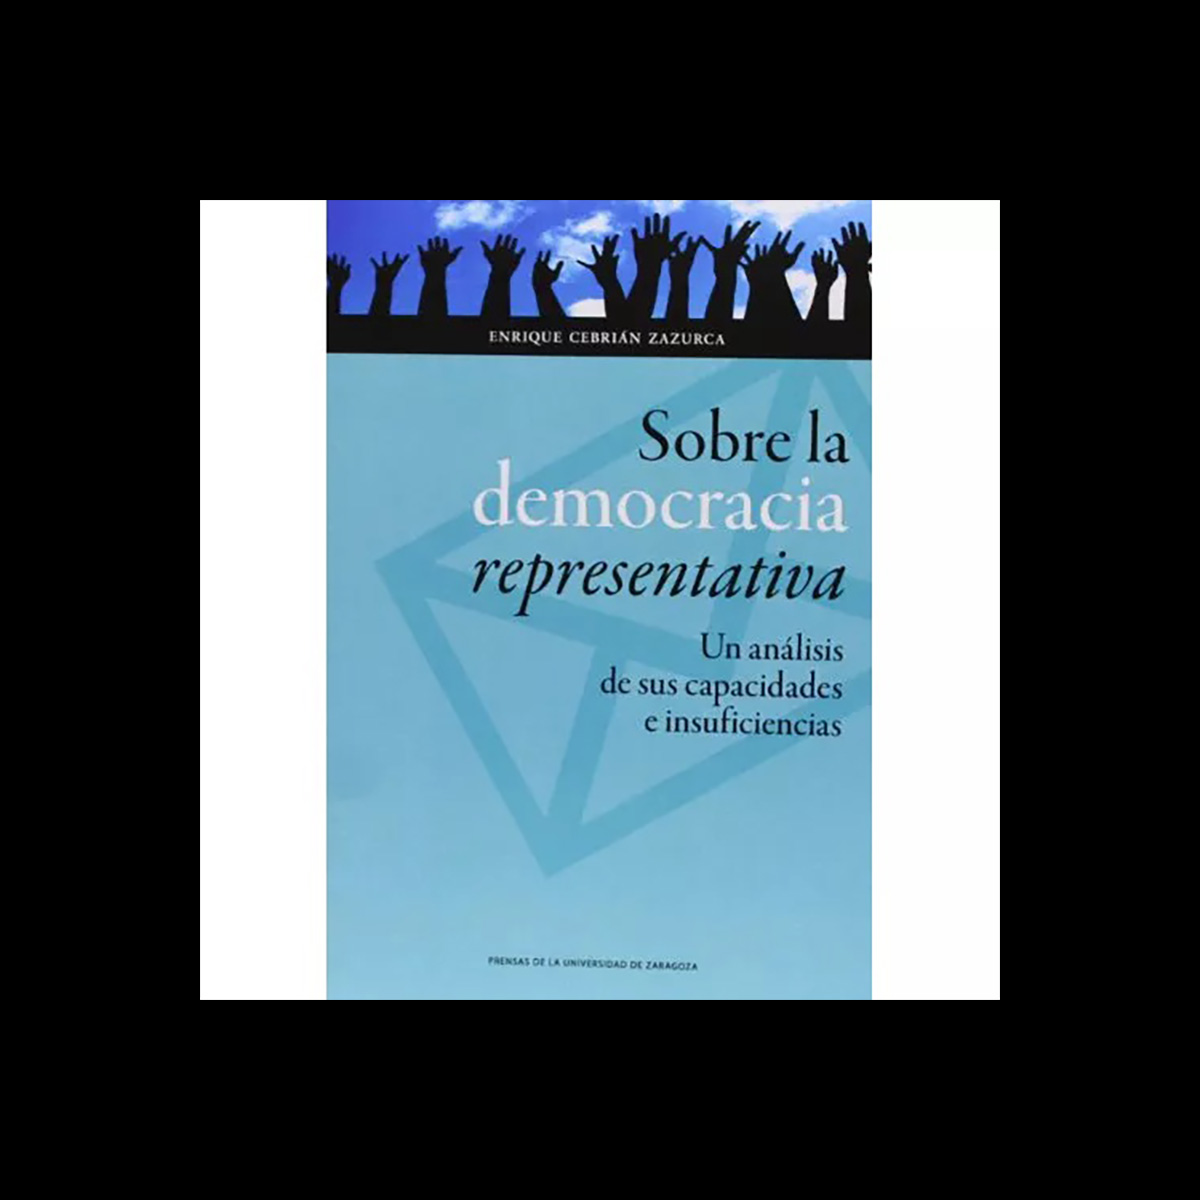 ENRIQUE CEBRIÁN ZAZURCA
Sobre la
democracia
representativa
Un análisis
de sus capacidades
e insuficiencias
PRENSAS DE LA UNIVERSIDAD DE ZARAGOZA